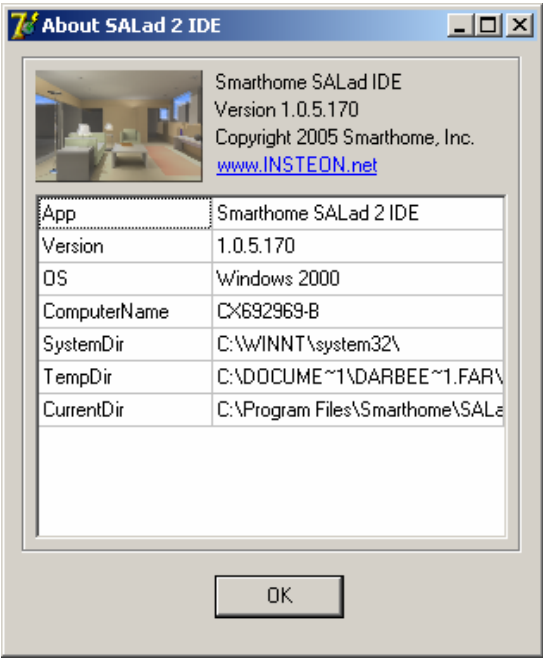 About SALad 2 IDE
Smarthome SALad IDE
Version 1.0.5.170
Copyright 2005 Smarthome, Inc.
www.INSTEON.net
App Smarthome SALad 2 IDE
Version 1.0.5.170
OS Windows 2000
ComputerName CX692969-B
SystemDir C:\WINNT\system32\
TempDir C:\DOCUME~1\DARBEE~1.FAR\
CurrentDir C:\Program Files\Smarthome\SALa
OK